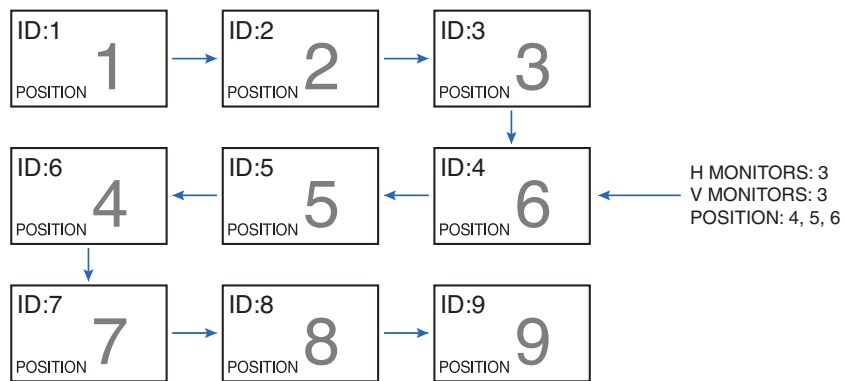 ID:1
POSITION 1
ID:2
POSITION 2
ID:3
POSITION 3
ID:6
POSITION 4
ID:5
POSITION 5
ID:4
POSITION 6
H MONITORS: 3
V MONITORS: 3
POSITION: 4, 5, 6
ID:7
POSITION 7
ID:8
POSITION 8
ID:9
POSITION 9